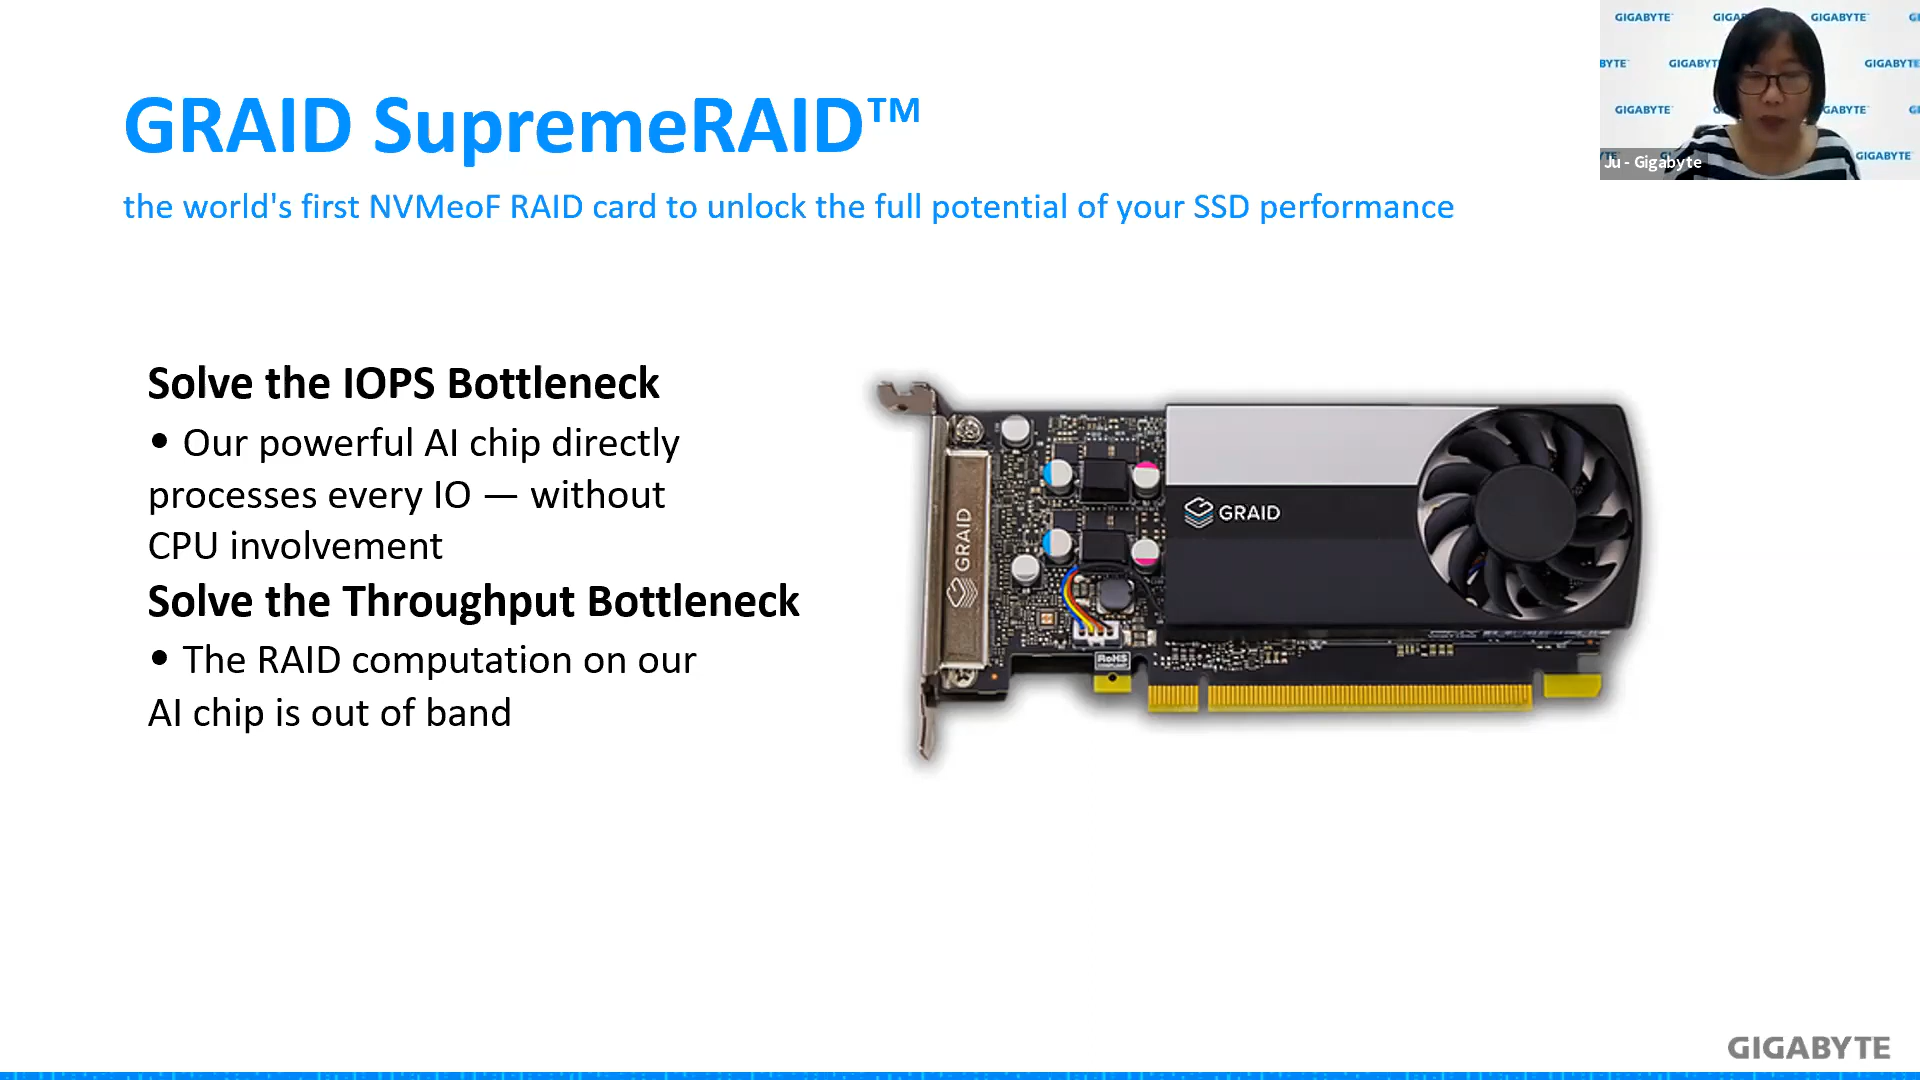 GRAID SupremeRAID™
the world's first NVMeoF RAID card to unlock the full potential of your SSD performance
Solve the IOPS Bottleneck
• Our powerful AI chip directly
processes every IO — without
CPU involvement
Solve the Throughput Bottleneck
• The RAID computation on our
AI chip is out of band
GRAID
GRAID
RoHS
GIGABYTE
GIGABYTE
GIGABYTE
GIGABYTE
GIGABYTE
Ju - Gigabyte
GIGABYTE
GIGABYTE